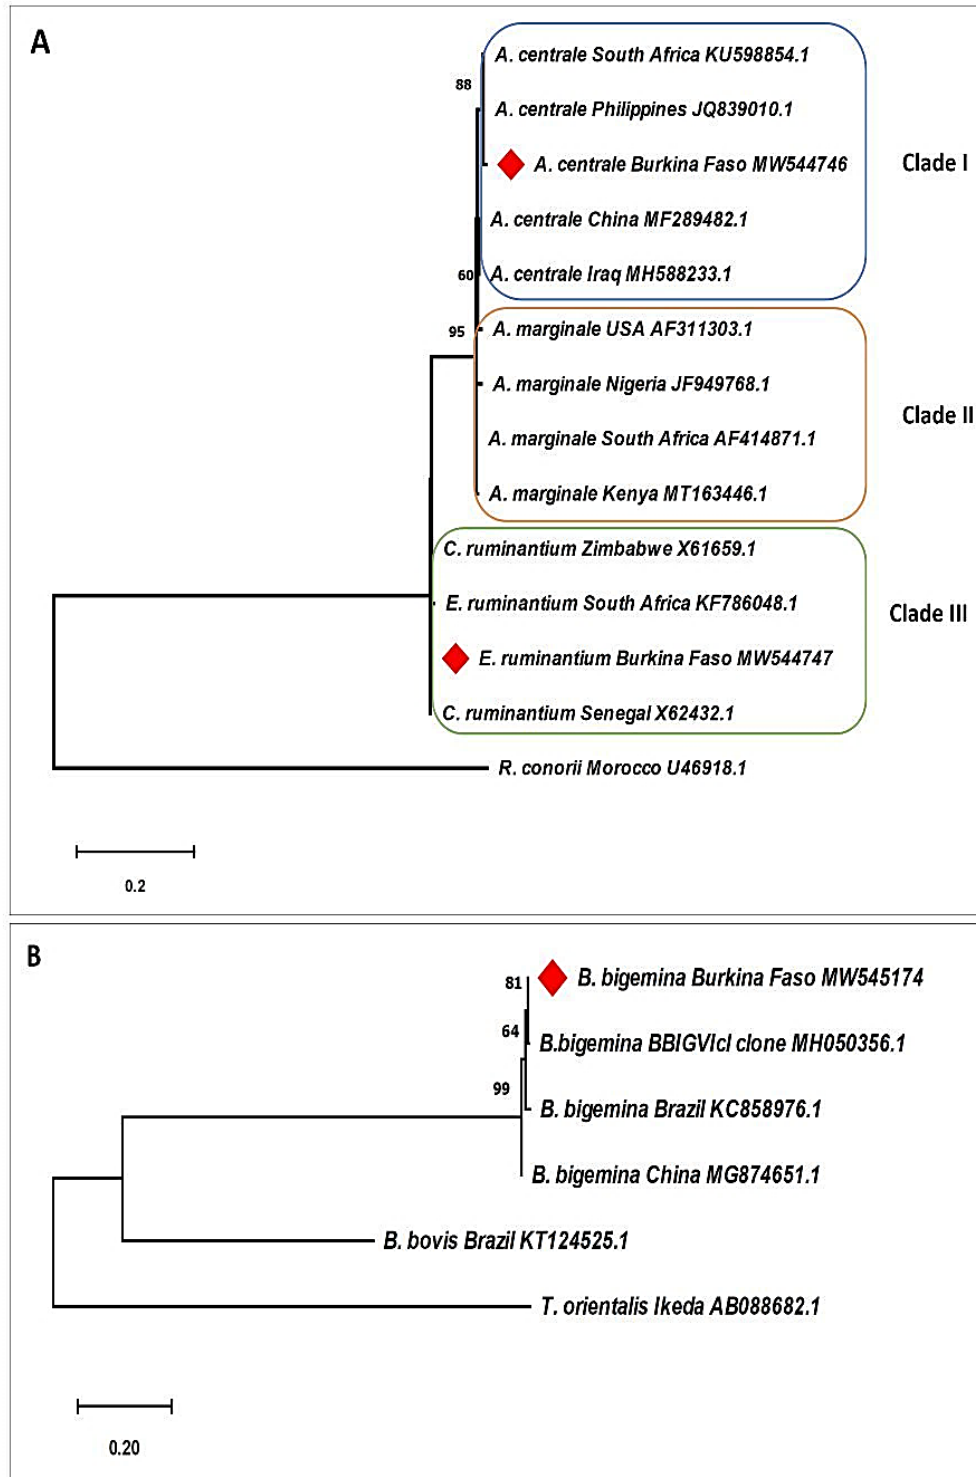 A
A. centrale South Africa KU598854.1
88
A. centrale Philippines JQ839010.1
A. centrale Burkina Faso MW544746
Clade I
A. centrale China MF289482.1
60
A. centrale Iraq MH588233.1
95
A. marginale USA AF311303.1
A. marginale Nigeria JF949768.1
Clade II
A. marginale South Africa AF414871.1
A. marginale Kenya MT163446.1
C. ruminantium Zimbabwe X61659.1
E. ruminantium South Africa KF786048.1
Clade III
E. ruminantium Burkina Faso MW544747
C. ruminantium Senegal X62432.1
R. conorii Morocco U46918.1
0.2
B
81
B. bigemina Burkina Faso MW545174
64
B.bigemina BBIGVIcl clone MH050356.1
99
B. bigemina Brazil KC858976.1
B. bigemina China MG874651.1
B. bovis Brazil KT124525.1
T. orientalis Ikeda AB088682.1
0.20